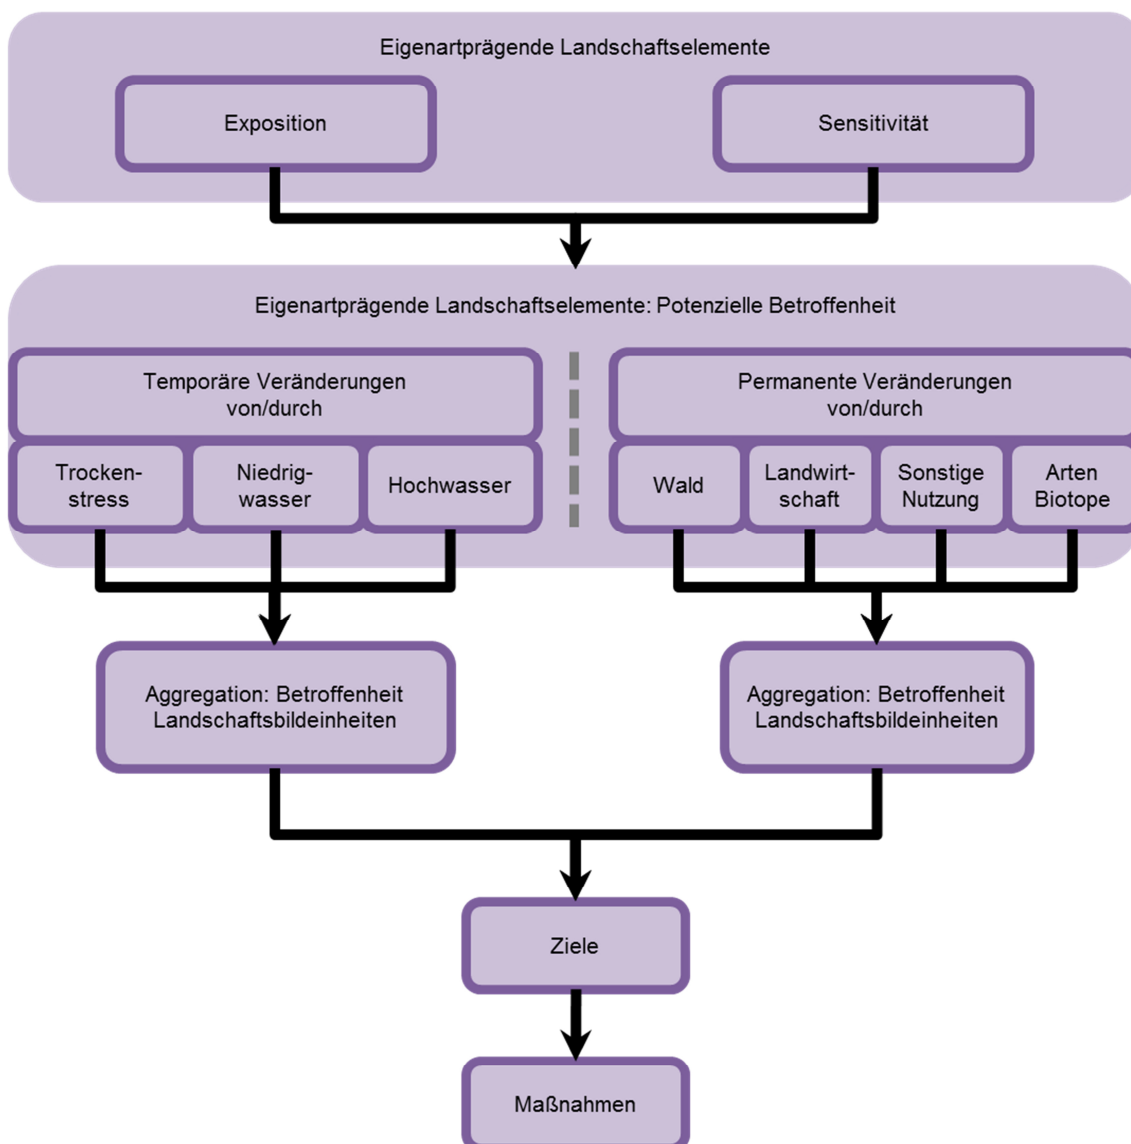 Eigenartprägende Landschaftselemente
Exposition
Sensitivität
Eigenartprägende Landschaftselemente: Potenzielle Betroffenheit
Temporäre Veränderungen
von/durch
Permanente Veränderungen
von/durch
Trocken-
stress
Niedrig-
wasser
Hochwasser
Wald
Landwirt-
schaft
Sonstige
Nutzung
Arten
Biotope
Aggregation: Betroffenheit
Landschaftsbildeinheiten
Aggregation: Betroffenheit
Landschaftsbildeinheiten
Ziele
Maßnahmen